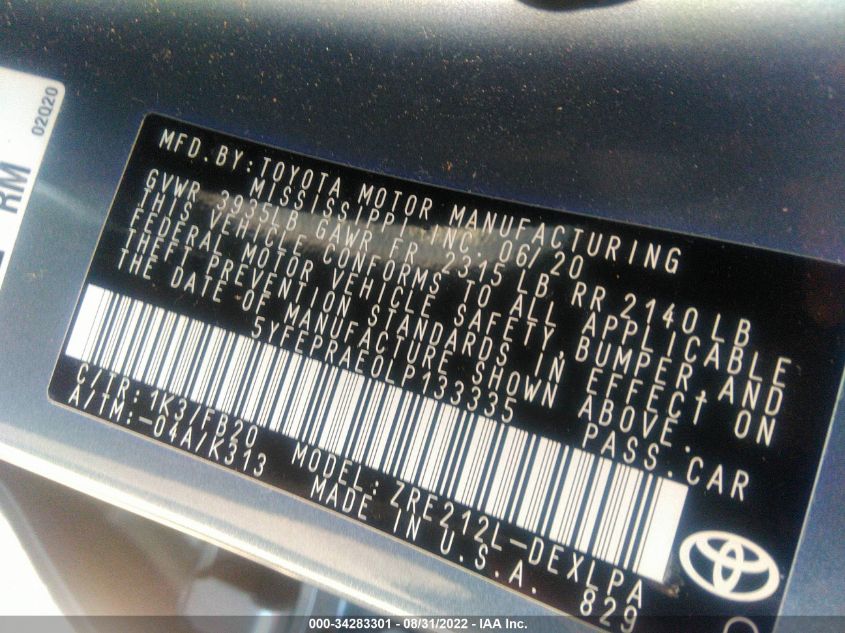 02020
RM
MFD.BY:TOYOTA MOTOR MANUFACTURING
MISSISSIPPI INC. 06/20
GVWR 3935LB GAWR FR 2315LB RR 2140LB
THIS VEHICLE CONFORMS TO ALL APPLICABLE
FEDERAL MOTOR VEHICLE SAFETY,BUMPER AND
THEFT PREVENTION STANDARDS IN EFFECT ON
THE DATE OF MANUFACTURE SHOWN ABOVE.
5YFEPRAE0LP133335 PASS.CAR
C/TR:1K3/FB20
A/TM:-04A/K313
MODEL:ZRE212L-DEXLPA
MADE IN U.S.A. 829
000-34283301 - 08/31/2022 - IAA Inc.